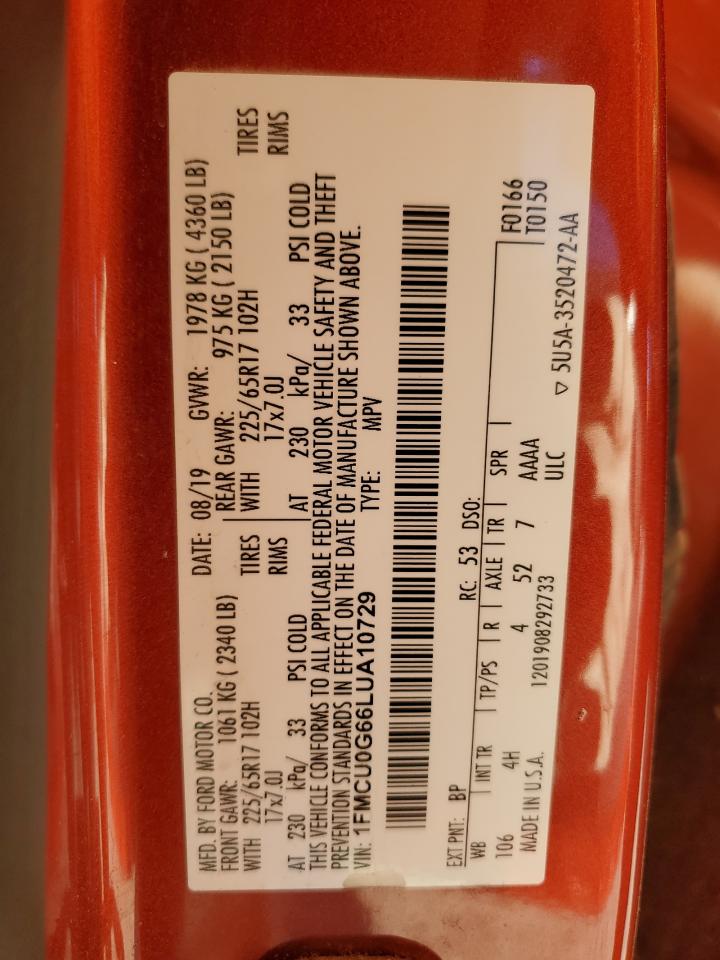 MFD. BY FORD MOTOR CO. DATE: 08/19 GVWR: 1978 KG ( 4360 LB)
FRONT GAWR: 1061 KG ( 2340 LB) REAR GAWR: 975 KG ( 2150 LB)
WITH 225/65R17 102H TIRES WITH 225/65R17 102H TIRES
17x7.0J RIMS 17x7.0J RIMS
AT 230 kPa/ 33 PSI COLD AT 230 kPa/ 33 PSI COLD
THIS VEHICLE CONFORMS TO ALL APPLICABLE FEDERAL MOTOR VEHICLE SAFETY AND THEFT
PREVENTION STANDARDS IN EFFECT ON THE DATE OF MANUFACTURE SHOWN ABOVE.
VIN: 1FMCU0G66LUA10729 TYPE: MPV
EXT PNT: BP RC: 53 DSO:
WB INT TR TP/PS R AXLE TR SPR F0166
106 4H 4 52 7 AAAA T0150
MADE IN U.S.A. 1201908292733 ULC ▽ 5U5A-3520472-AA